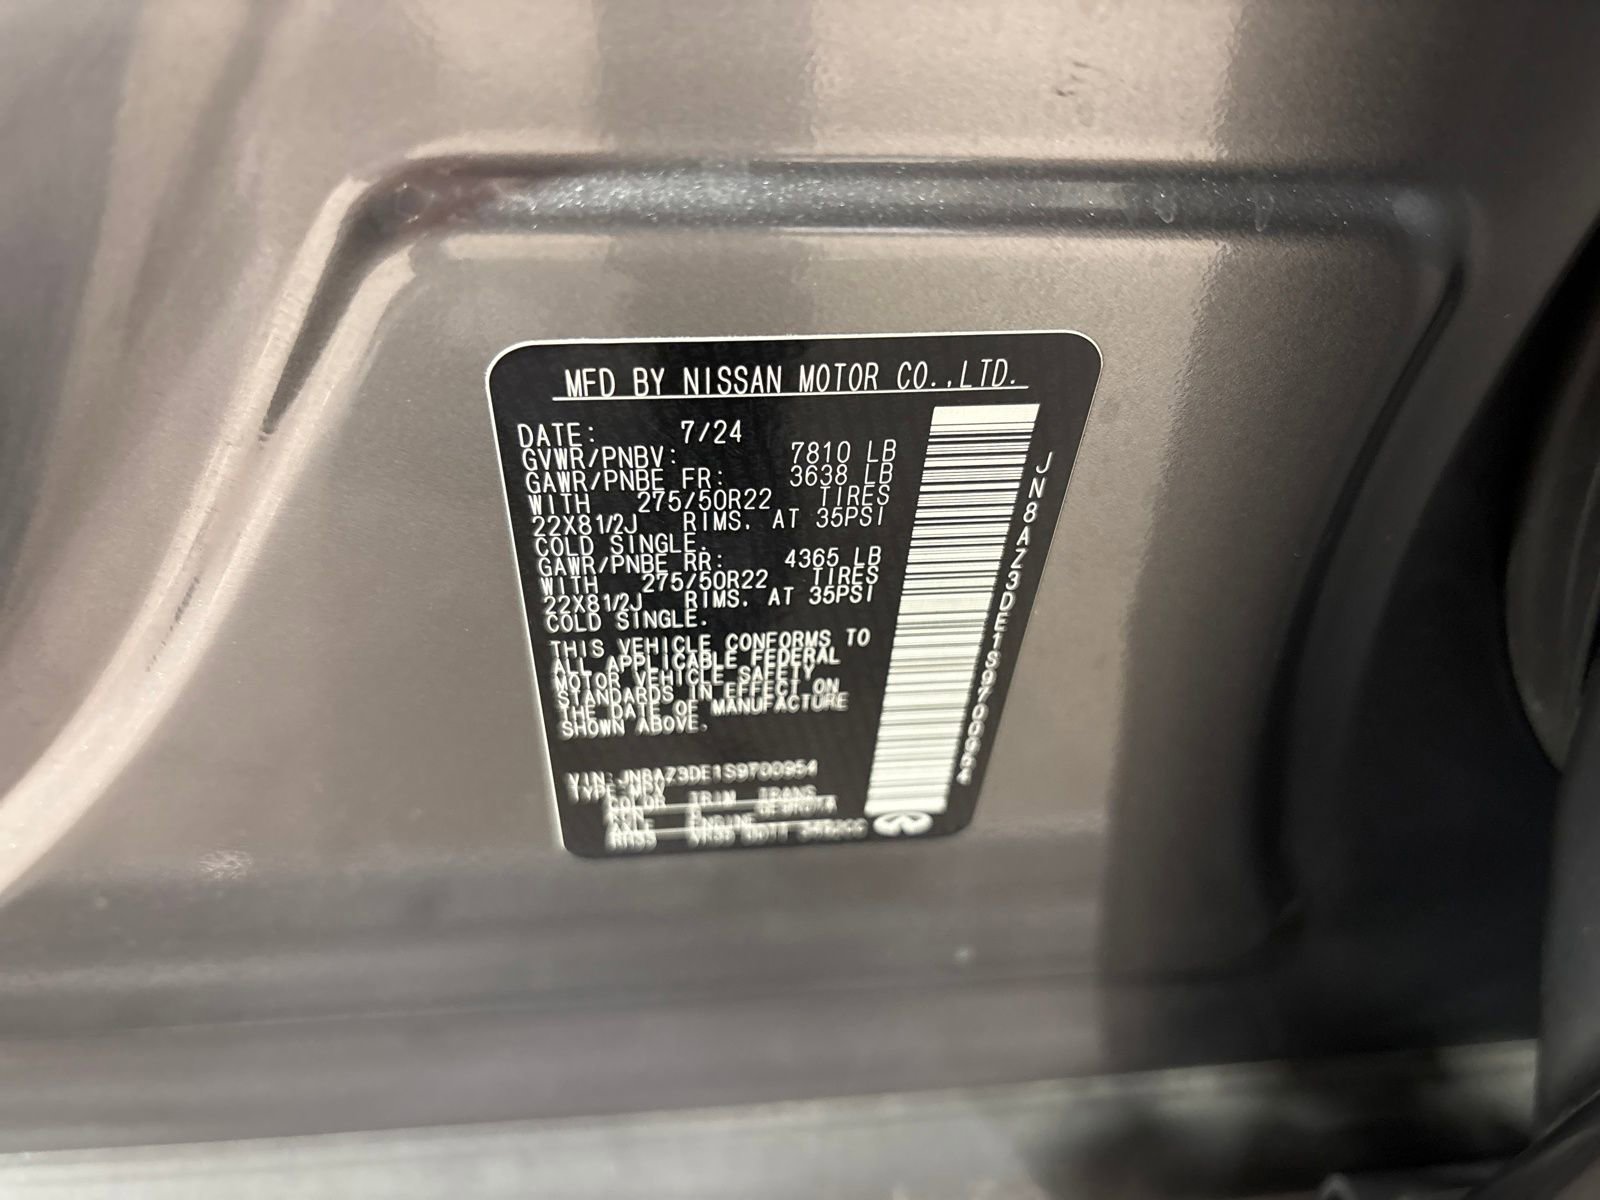 MFD BY NISSAN MOTOR CO.,LTD.
DATE: 7/24
GVWR/PNBV: 7810 LB
GAWR/PNBE FR: 3638 LB
WITH 275/50R22 TIRES
22X81/2J RIMS. AT 35PSI
COLD SINGLE.
GAWR/PNBE RR: 4365 LB
WITH 275/50R22 TIRES
22X81/2J RIMS. AT 35PSI
COLD SINGLE.
THIS VEHICLE CONFORMS TO
ALL APPLICABLE FEDERAL
MOTOR VEHICLE SAFETY
STANDARDS IN EFFECT ON
THE DATE OF MANUFACTURE
SHOWN ABOVE.
VIN:JN8AZ3DE1S9700954
TYPE:MPV
COLOR TRIM TRANS
AXLE ENGINE
JN8AZ3DE1S9700954